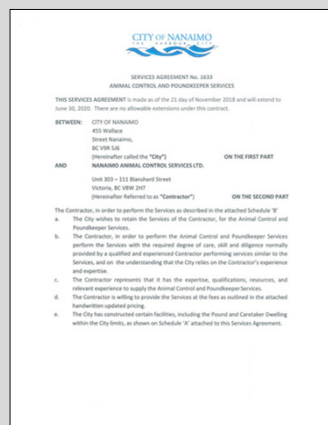 CITY OF NANAIMO
THE HARBOUR CITY
SERVICES AGREEMENT No. 1633
ANIMAL CONTROL AND POUNDKEEPER SERVICES
THIS SERVICES AGREEMENT is made as of the 21 day of November 2018 and will extend to
June 30, 2020. There are no allowable extensions under this contract.
BETWEEN: CITY OF NANAIMO
455 Wallace
Street Nanaimo,
BC V9R 5J6
(Hereinafter called the "City") ON THE FIRST PART
AND NANAIMO ANIMAL CONTROL SERVICES LTD.
Unit 303 – 111 Blanshard Street
Victoria, BC V8W 2H7
(Hereinafter Referred to as "Contractor") ON THE SECOND PART
The Contractor, in order to perform the Services as described in the attached Schedule 'B'
a. The City wishes to retain the Services of the Contractor, for the Animal Control and
Poundkeeper Services.
b. The Contractor, in order to perform the Animal Control and Poundkeeper Services
perform the Services with the required degree of care, skill and diligence normally
provided by a qualified and experienced Contractor performing services similar to the
Services, and on the understanding that the City relies on the Contractor's experience
and expertise.
c. The Contractor represents that it has the expertise, qualifications, resources, and
relevant experience to supply the Animal Control and Poundkeeper Services.
d. The Contractor is willing to provide the Services at the fees as outlined in the attached
handwritten updated pricing.
e. The City has constructed certain facilities, including the Pound and Caretaker Dwelling
within the City limits, as shown on Schedule 'A' attached to this Services Agreement.